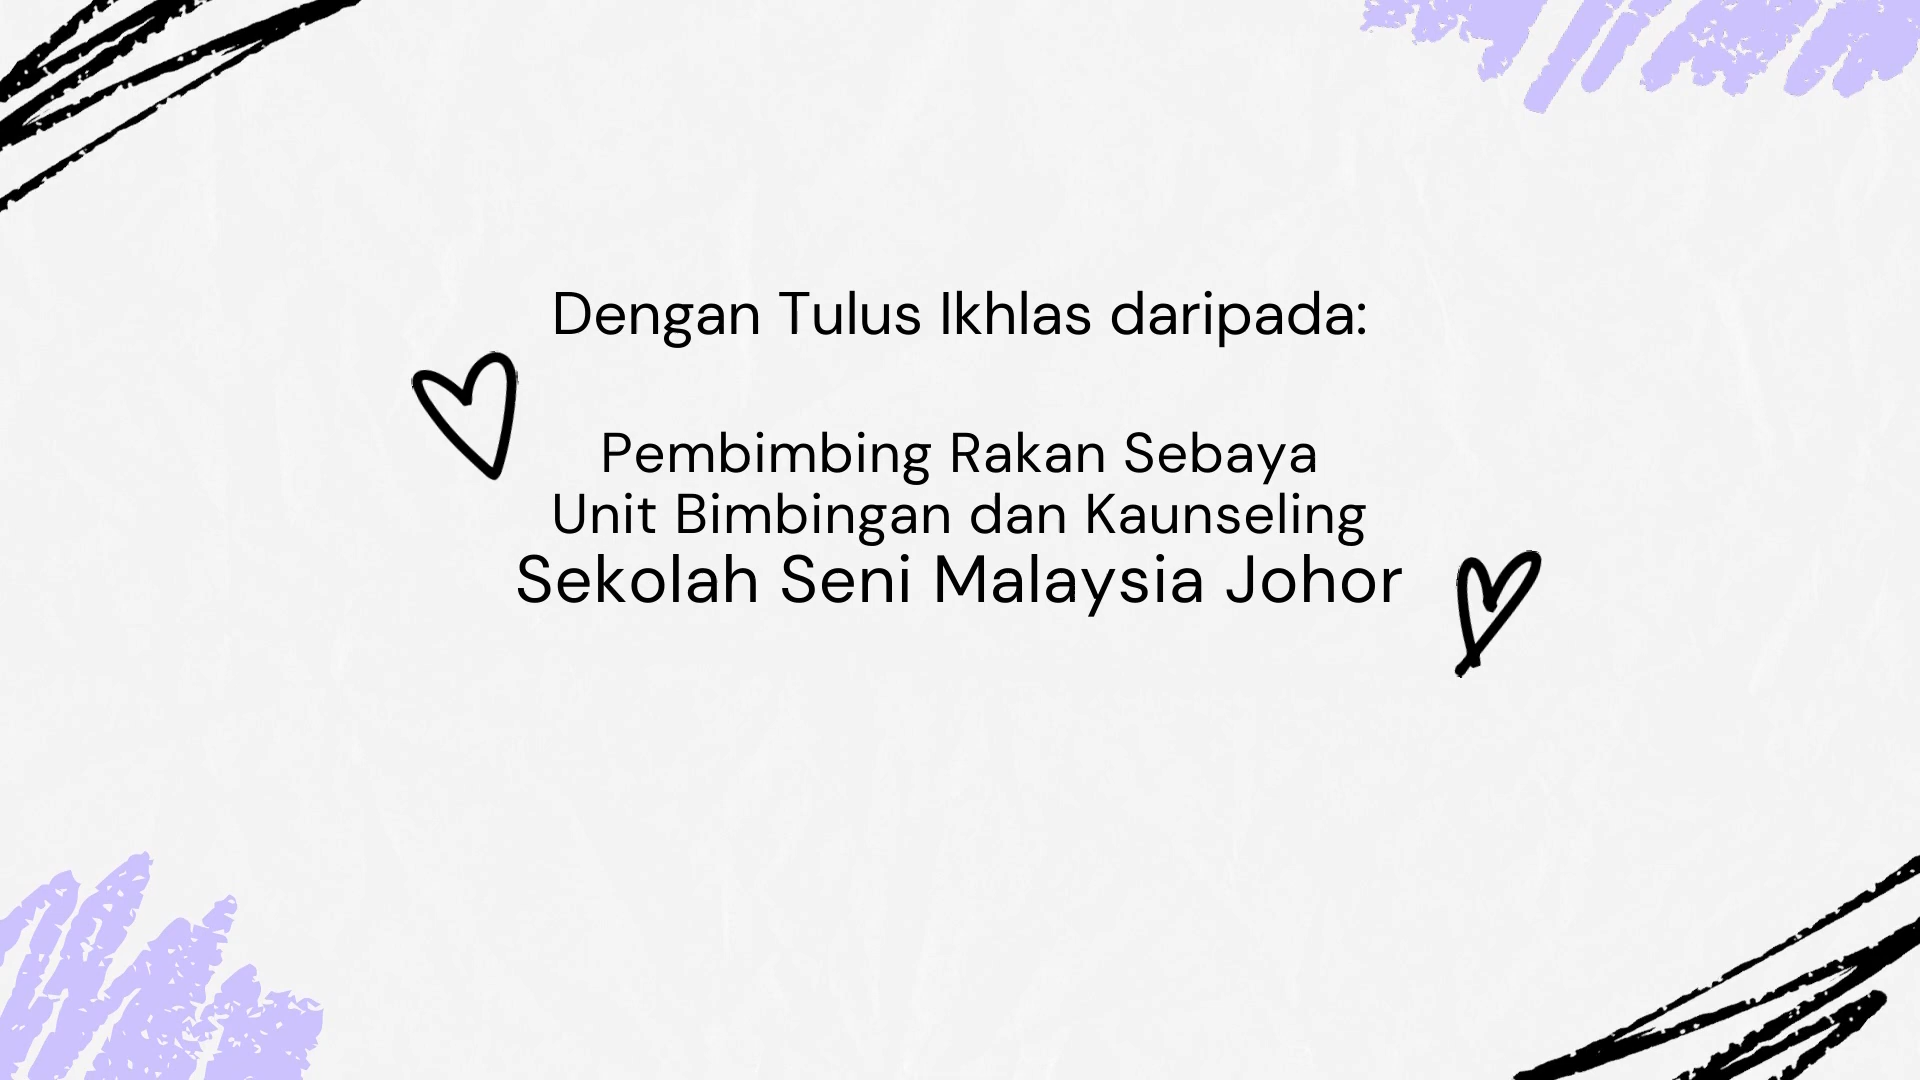 Dengan Tulus Ikhlas daripada:
Pembimbing Rakan Sebaya
Unit Bimbingan dan Kaunseling
Sekolah Seni Malaysia Johor